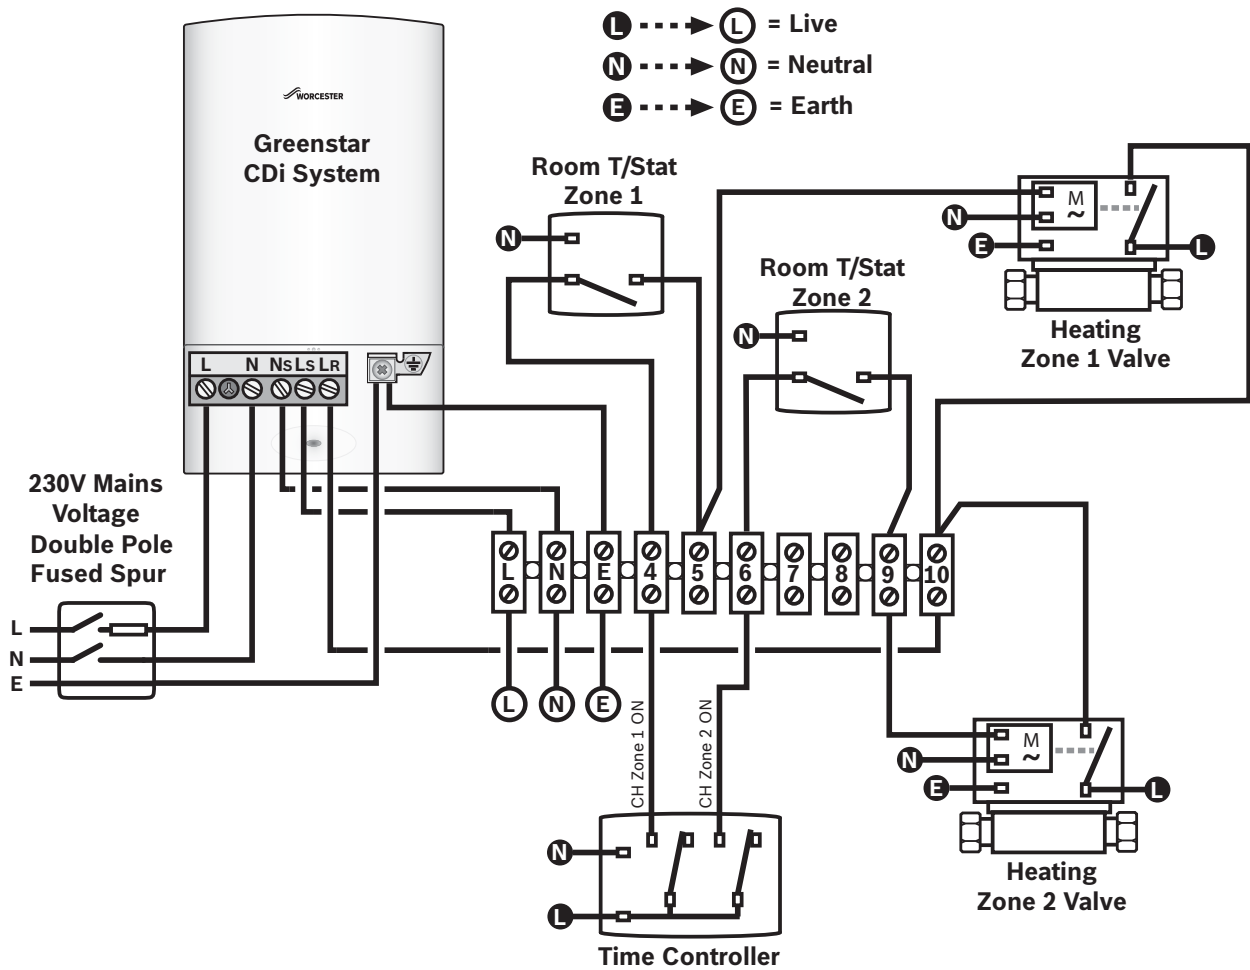 L = Live
L
N = Neutral
N
E = Earth
E
WORCESTER
Greenstar
CDi System
Room T/Stat
Zone 1
N
Room T/Stat
Zone 2
N
M
~
N
E
L
Heating
Zone 1 Valve
L N NS LS LR
230V Mains
Voltage
Double Pole
Fused Spur
L
N
E
L N E 4 5 6 7 8 9 10
L N E
CH Zone 1 ON
CH Zone 2 ON
M
~
N
E
L
Heating
Zone 2 Valve
N
L
Time Controller